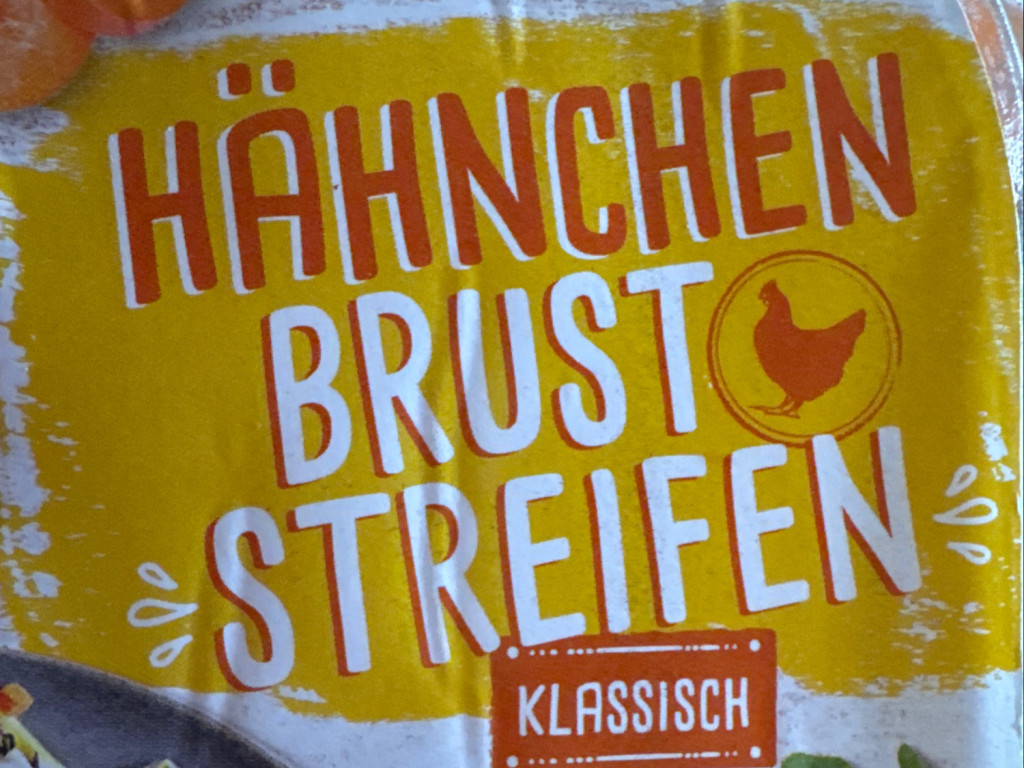 HÄHNCHEN
BRUST
STREIFEN
KLASSISCH